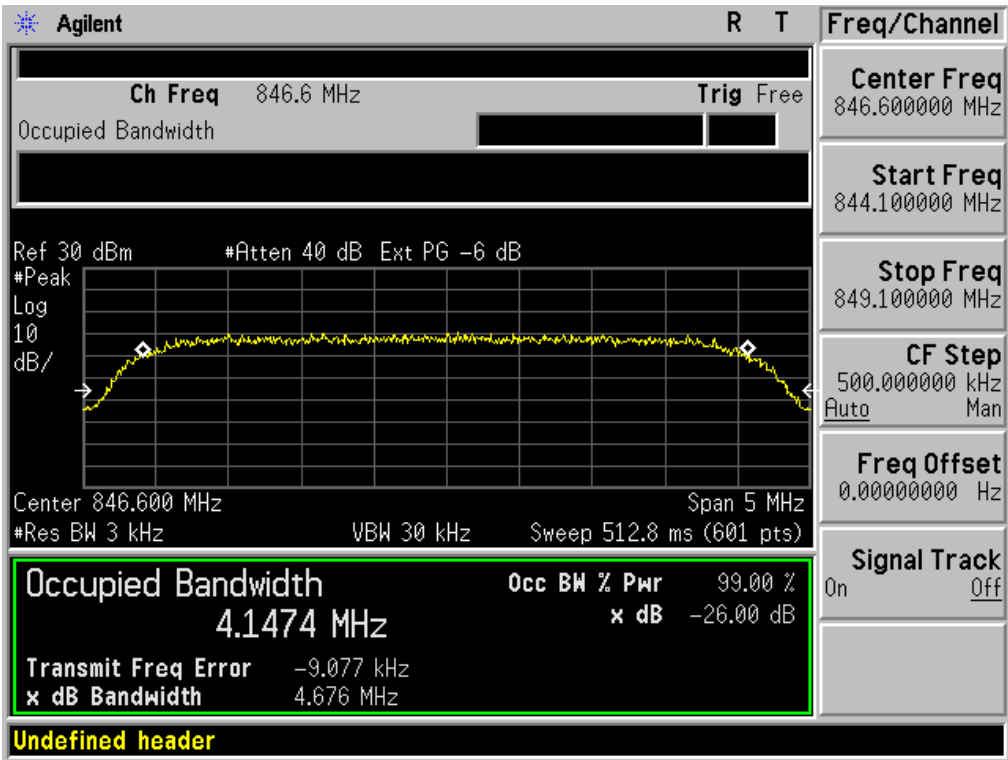 Agilent R T Freq/Channel
Ch Freq 846.6 MHz Trig Free
Occupied Bandwidth
Center Freq
846.600000 MHz
Start Freq
844.100000 MHz
Stop Freq
849.100000 MHz
CF Step
500.000000 kHz
Auto Man
Freq Offset
0.00000000 Hz
Signal Track
On Off
Ref 30 dBm #Atten 40 dB Ext PG -6 dB
#Peak
Log
10
dB/
Center 846.600 MHz Span 5 MHz
#Res BW 3 kHz VBW 30 kHz Sweep 512.8 ms (601 pts)
Occupied Bandwidth Occ BW % Pwr 99.00 %
4.1474 MHz x dB -26.00 dB
Transmit Freq Error -9.077 kHz
x dB Bandwidth 4.676 MHz
Undefined header